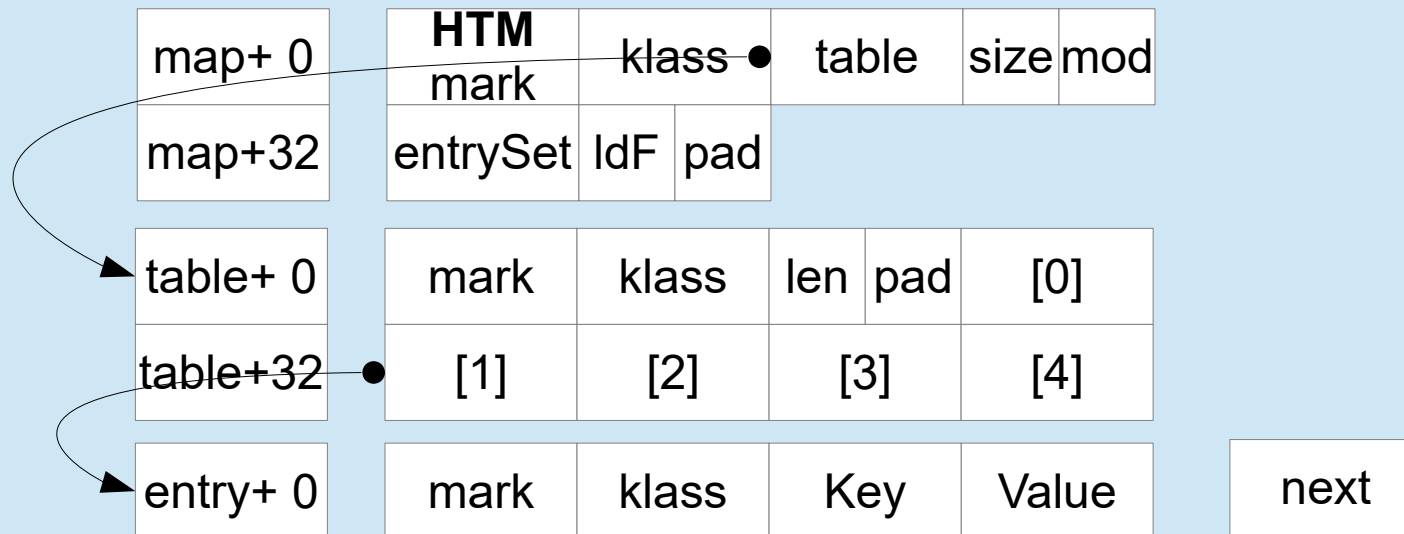 map+ 0 HTM mark klass table size mod
map+32 entrySet ldF pad
table+ 0 mark klass len pad [0]
table+32 [1] [2] [3] [4]
entry+ 0 mark klass Key Value next